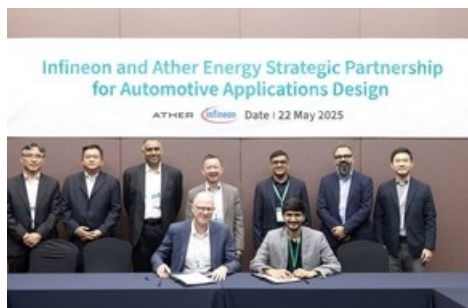 Infineon and Ather Energy Strategic Partnership
for Automotive Applications Design
ATHER infineon Date : 22 May 2025